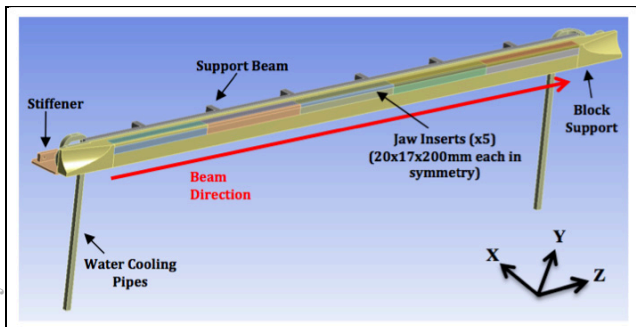 Support Beam
Stiffener
Block
Support
Jaw Inserts (x5)
(20x17x200mm each in
symmetry)
Beam
Direction
Water Cooling
Pipes
X
Y
Z